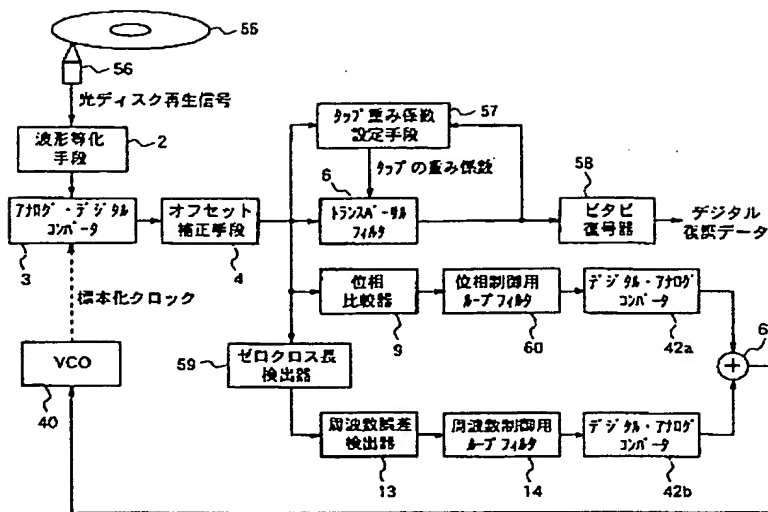 55
56
光ディスク再生信号
波形等化
手段
2
アナログ・デジタル
コンバータ
3
オフセット
補正手段
4
タップ重み係数
設定手段
57
タップの重み係数
6
トランスバーサル
フィルタ
58
ビタビ
復号器
デジタル
復調データ
標本化クロック
位相
比較器
9
位相制御用
ループフィルタ
60
デジタル・アナログ
コンバータ
42a
6
+
VCO
40
59
ゼロクロス長
検出器
周波数誤差
検出器
13
周波数制御用
ループフィルタ
14
デジタル・アナログ
コンバータ
42b